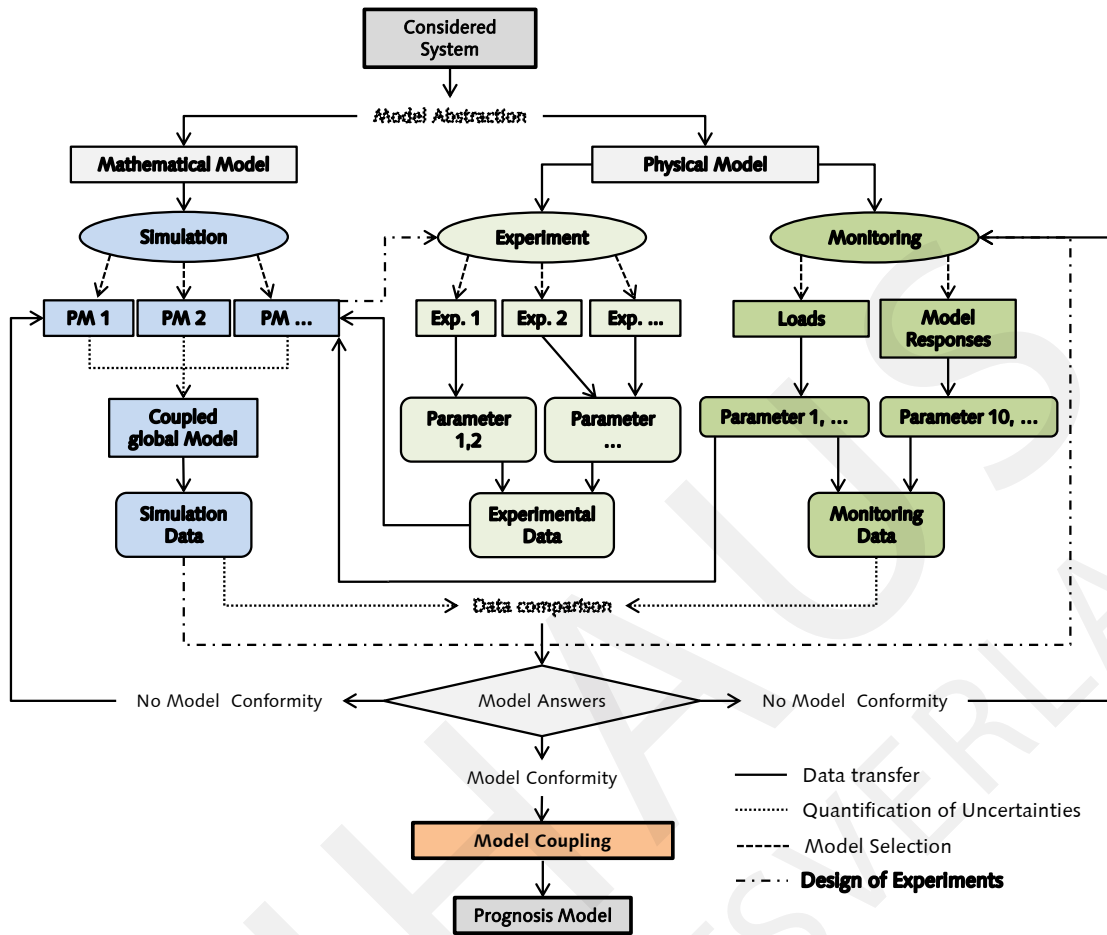 Considered
System
Model Abstraction
Mathematical Model
Physical Model
Simulation
Experiment
Monitoring
PM 1
PM 2
PM ...
Exp. 1
Exp. 2
Exp. ...
Loads
Model
Responses
Coupled
global Model
Parameter
1,2
Parameter
...
Parameter 1, ...
Parameter 10, ...
Simulation
Data
Experimental
Data
Monitoring
Data
Data comparison
No Model Conformity
Model Answers
No Model Conformity
Model Conformity
Data transfer
Quantification of Uncertainties
Model Selection
Design of Experiments
Model Coupling
Prognosis Model